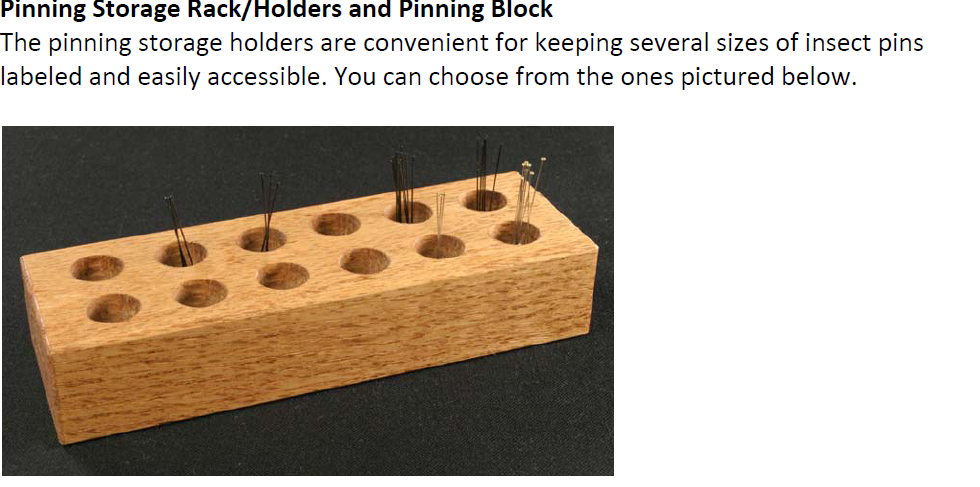 Pinning Storage Rack/Holders and Pinning Block
The pinning storage holders are convenient for keeping several sizes of insect pins
labeled and easily accessible. You can choose from the ones pictured below.